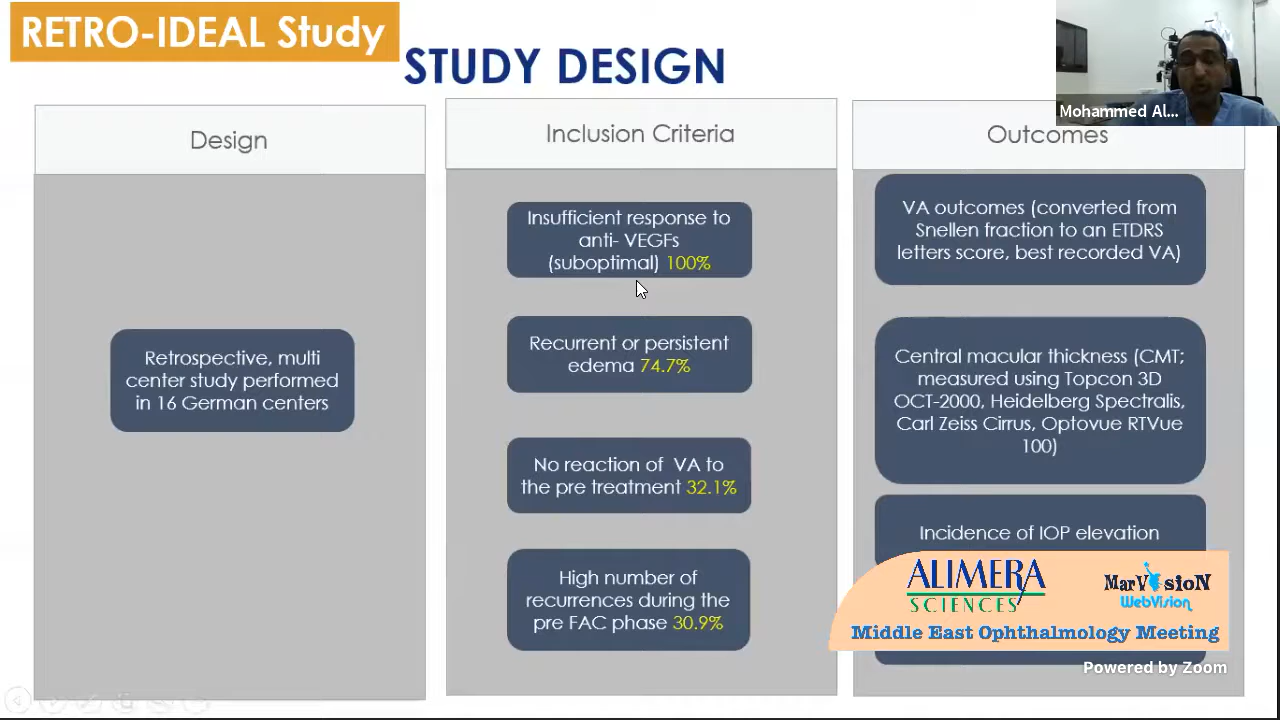 RETRO-IDEAL Study
STUDY DESIGN
Mohammed Al...
Design
Retrospective, multi
center study performed
in 16 German centers
Inclusion Criteria
Insufficient response to
anti- VEGFs
(suboptimal) 100%
Recurrent or persistent
edema 74.7%
No reaction of VA to
the pre treatment 32.1%
High number of
recurrences during the
pre FAC phase 30.9%
Outcomes
VA outcomes (converted from
Snellen fraction to an ETDRS
letters score, best recorded VA)
Central macular thickness (CMT;
measured using Topcon 3D
OCT-2000, Heidelberg Spectralis,
Carl Zeiss Cirrus, Optovue RTVue
100)
Incidence of IOP elevation
ALIMERA
SCIENCES
MarVisioN
WebVision
Middle East Ophthalmology Meeting
Powered by Zoom